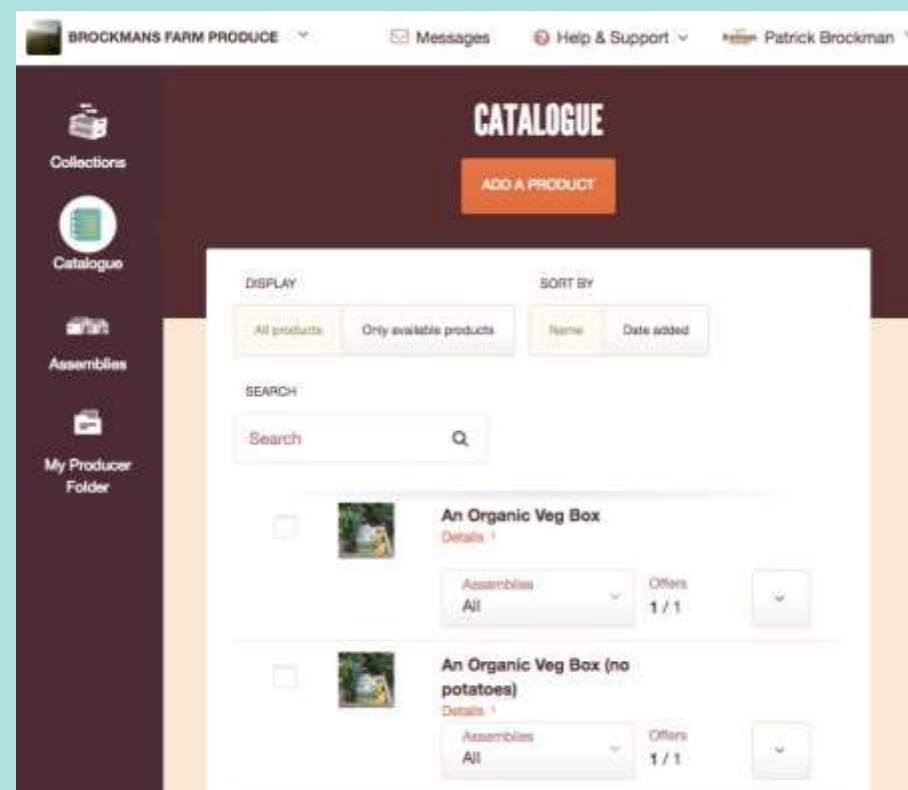 BROCKMANS FARM PRODUCE
Messages
Help & Support
Patrick Brockman
Collections
Catalogue
Assemblies
My Producer
Folder
CATALOGUE
ADD A PRODUCT
DISPLAY
SORT BY
All products
Only available products
Name
Date added
SEARCH
Search
An Organic Veg Box
Details
Assemblies
All
Offers
1 / 1
An Organic Veg Box (no
potatoes)
Details
Assemblies
All
Offers
1 / 1